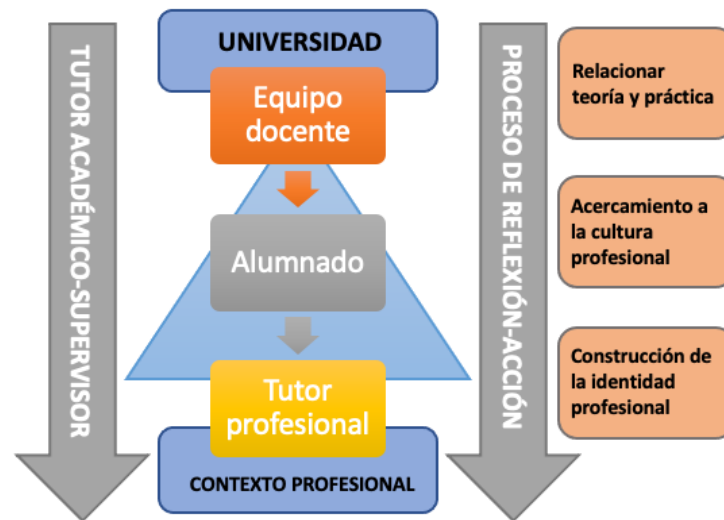 TUTOR ACADÉMICO-SUPERVISOR
UNIVERSIDAD
Equipo
docente
Alumnado
Tutor
profesional
CONTEXTO PROFESIONAL
PROCESO DE REFLEXIÓN-ACCIÓN
Relacionar
teoría y práctica
Acercamiento a
la cultura
profesional
Construcción de
la identidad
profesional